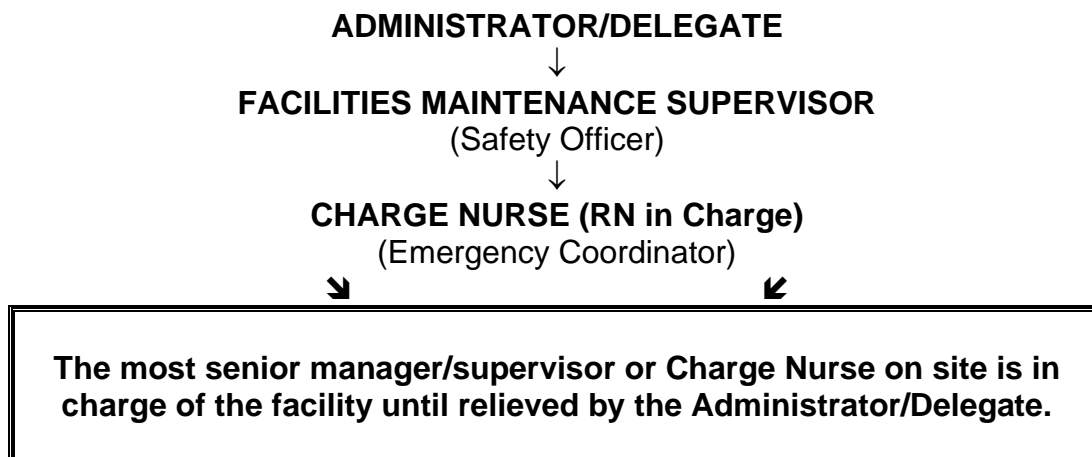 ADMINISTRATOR/DELEGATE
↓
FACILITIES MAINTENANCE SUPERVISOR
(Safety Officer)
↓
CHARGE NURSE (RN in Charge)
(Emergency Coordinator)
The most senior manager/supervisor or Charge Nurse on site is in
charge of the facility until relieved by the Administrator/Delegate.